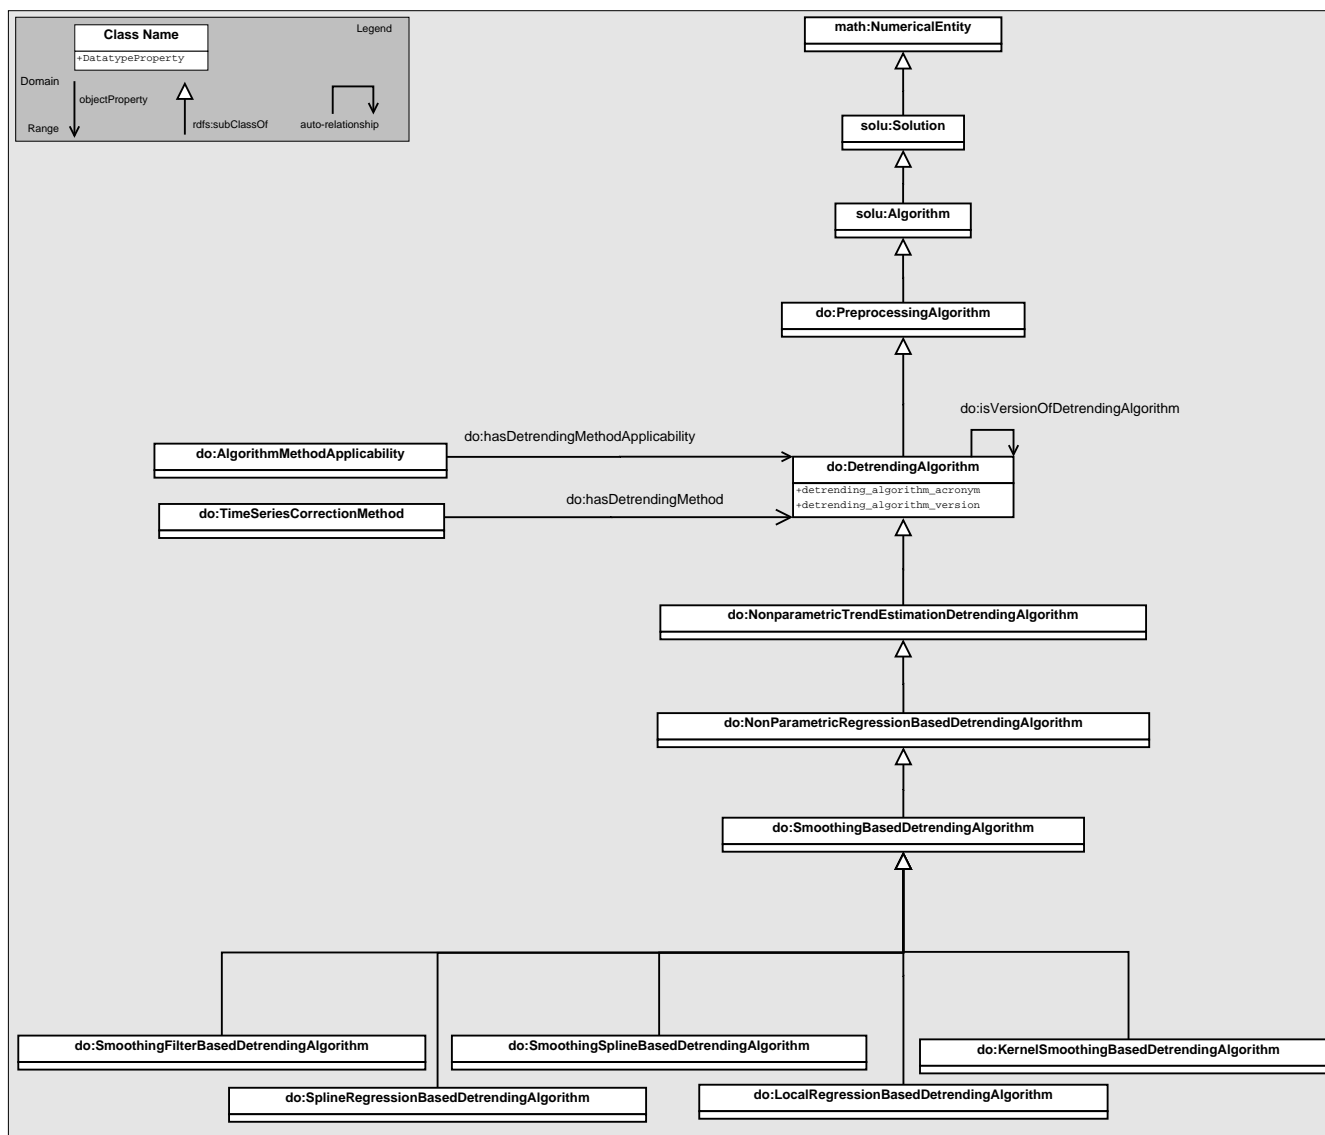 Class Name
+DatatypeProperty
Legend
Domain
objectProperty
Range
rdfs:subClassOf
auto-relationship
math:NumericalEntity
solu:Solution
solu:Algorithm
do:PreprocessingAlgorithm
do:isVersionOfDetrendingAlgorithm
do:hasDetrendingMethodApplicability
do:AlgorithmMethodApplicability
do:DetrendingAlgorithm
+detrending_algorithm_acronym
+detrending_algorithm_version
do:hasDetrendingMethod
do:TimeSeriesCorrectionMethod
do:NonparametricTrendEstimationDetrendingAlgorithm
do:NonParametricRegressionBasedDetrendingAlgorithm
do:SmoothingBasedDetrendingAlgorithm
do:SmoothingFilterBasedDetrendingAlgorithm
do:SmoothingSplineBasedDetrendingAlgorithm
do:KernelSmoothingBasedDetrendingAlgorithm
do:SplineRegressionBasedDetrendingAlgorithm
do:LocalRegressionBasedDetrendingAlgorithm